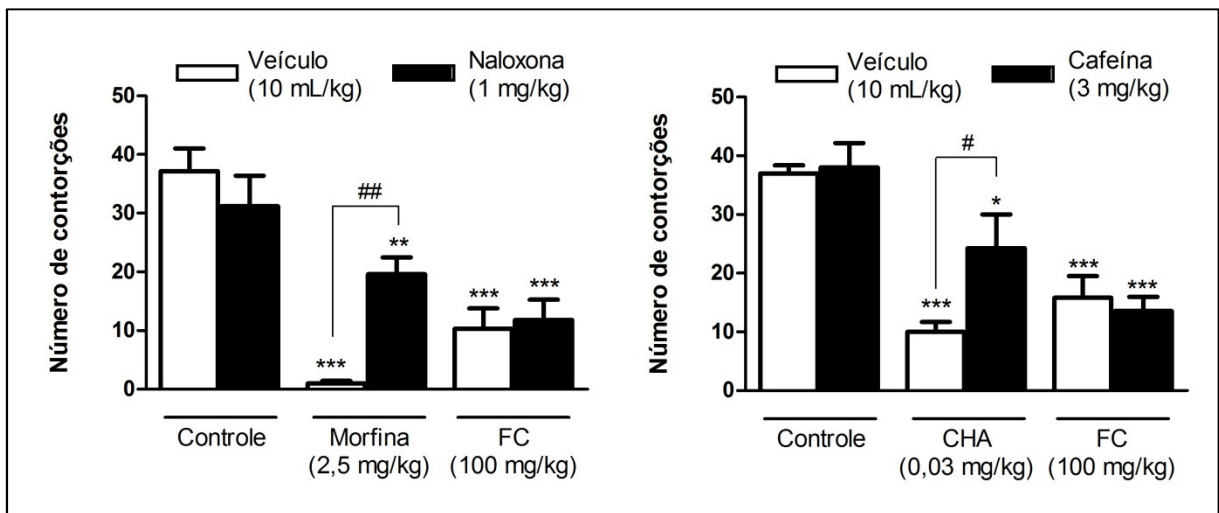 Veículo
(10 mL/kg)
Naloxona
(1 mg/kg)
Número de contorções
50
40
30
20
10
0
##
**
***
***
***
Controle
Morfina
(2,5 mg/kg)
FC
(100 mg/kg)
Veículo
(10 mL/kg)
Cafeína
(3 mg/kg)
Número de contorções
50
40
30
20
10
0
#
*
***
***
***
Controle
CHA
(0,03 mg/kg)
FC
(100 mg/kg)